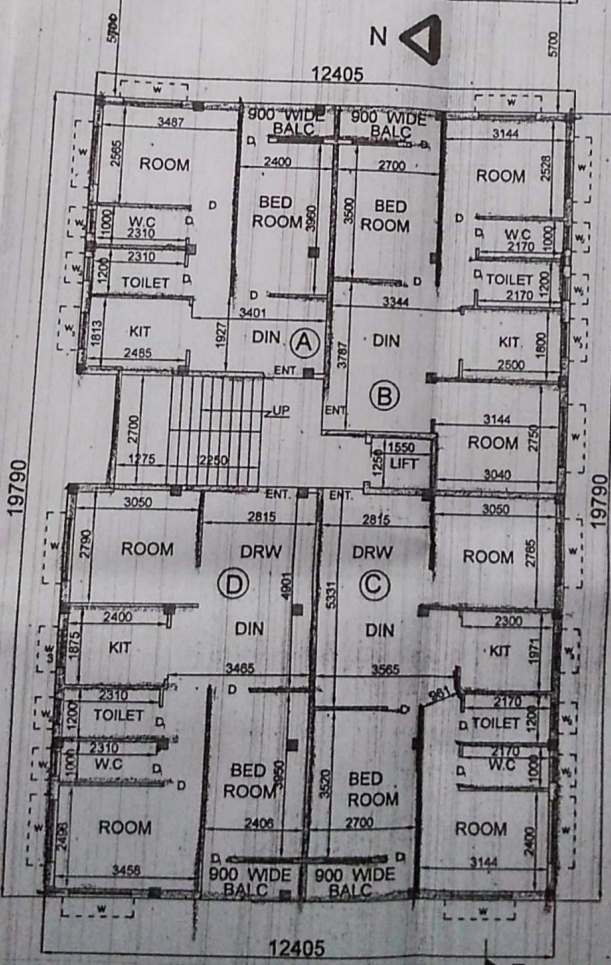 N
5700
5700
12405
900 WIDE
BALC
900 WIDE
BALC
W
W
3487
D
D
3144
W
2565
ROOM
2400
2700
ROOM
2528
W
BED
ROOM
3960
3500
BED
ROOM
D
D
1000
W.C
2310
D
D
W.C
2170
1000
2310
1200
TOILET
D
D
TOILET
2170
1200
D
D
3401
3344
1813
KIT
2485
1927
DIN
A
3787
DIN
KIT
2500
1800
ENT.
B
ENT.
UP
2700
1275
2250
3144
ROOM
2750
3040
W
1550
1250
LIFT
19790
19790
ENT.
ENT.
3050
2815
2815
3050
2790
ROOM
DRW
DRW
ROOM
2765
W
W
D
C
4901
5331
2400
DIN
DIN
2300
1875
KIT
KIT
1971
3465
3565
2310
D
961
2170
1200
TOILET
D
D
D
TOILET
1200
2310
2170
1000
W.C
D
D
W.C
1000
D
BED
ROOM
3950
3520
BED
ROOM
2496
ROOM
2406
2700
ROOM
2400
W
W
3458
3144
D
D
900 WIDE
BALC
900 WIDE
BALC
W
W
12405